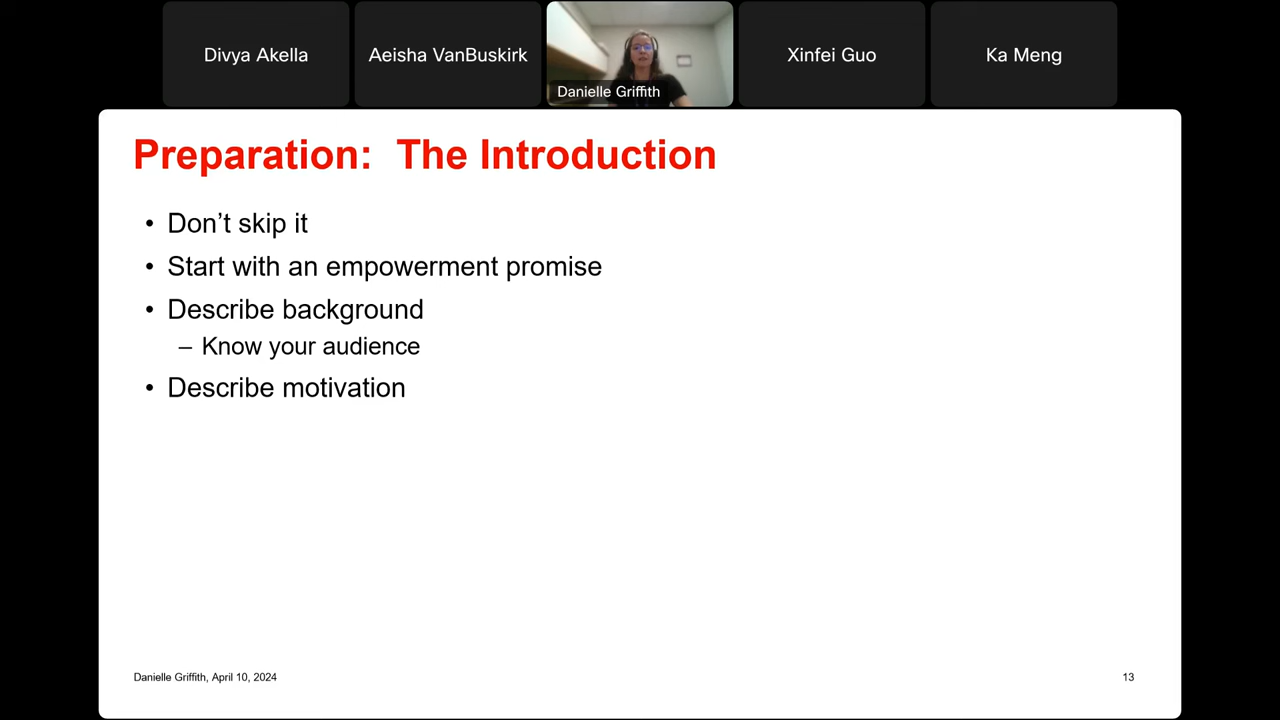 Divya Akella
Aeisha VanBuskirk
Danielle Griffith
Xinfei Guo
Ka Meng
Preparation:  The Introduction
• Don’t skip it
• Start with an empowerment promise
• Describe background
– Know your audience
• Describe motivation
Danielle Griffith, April 10, 2024
13